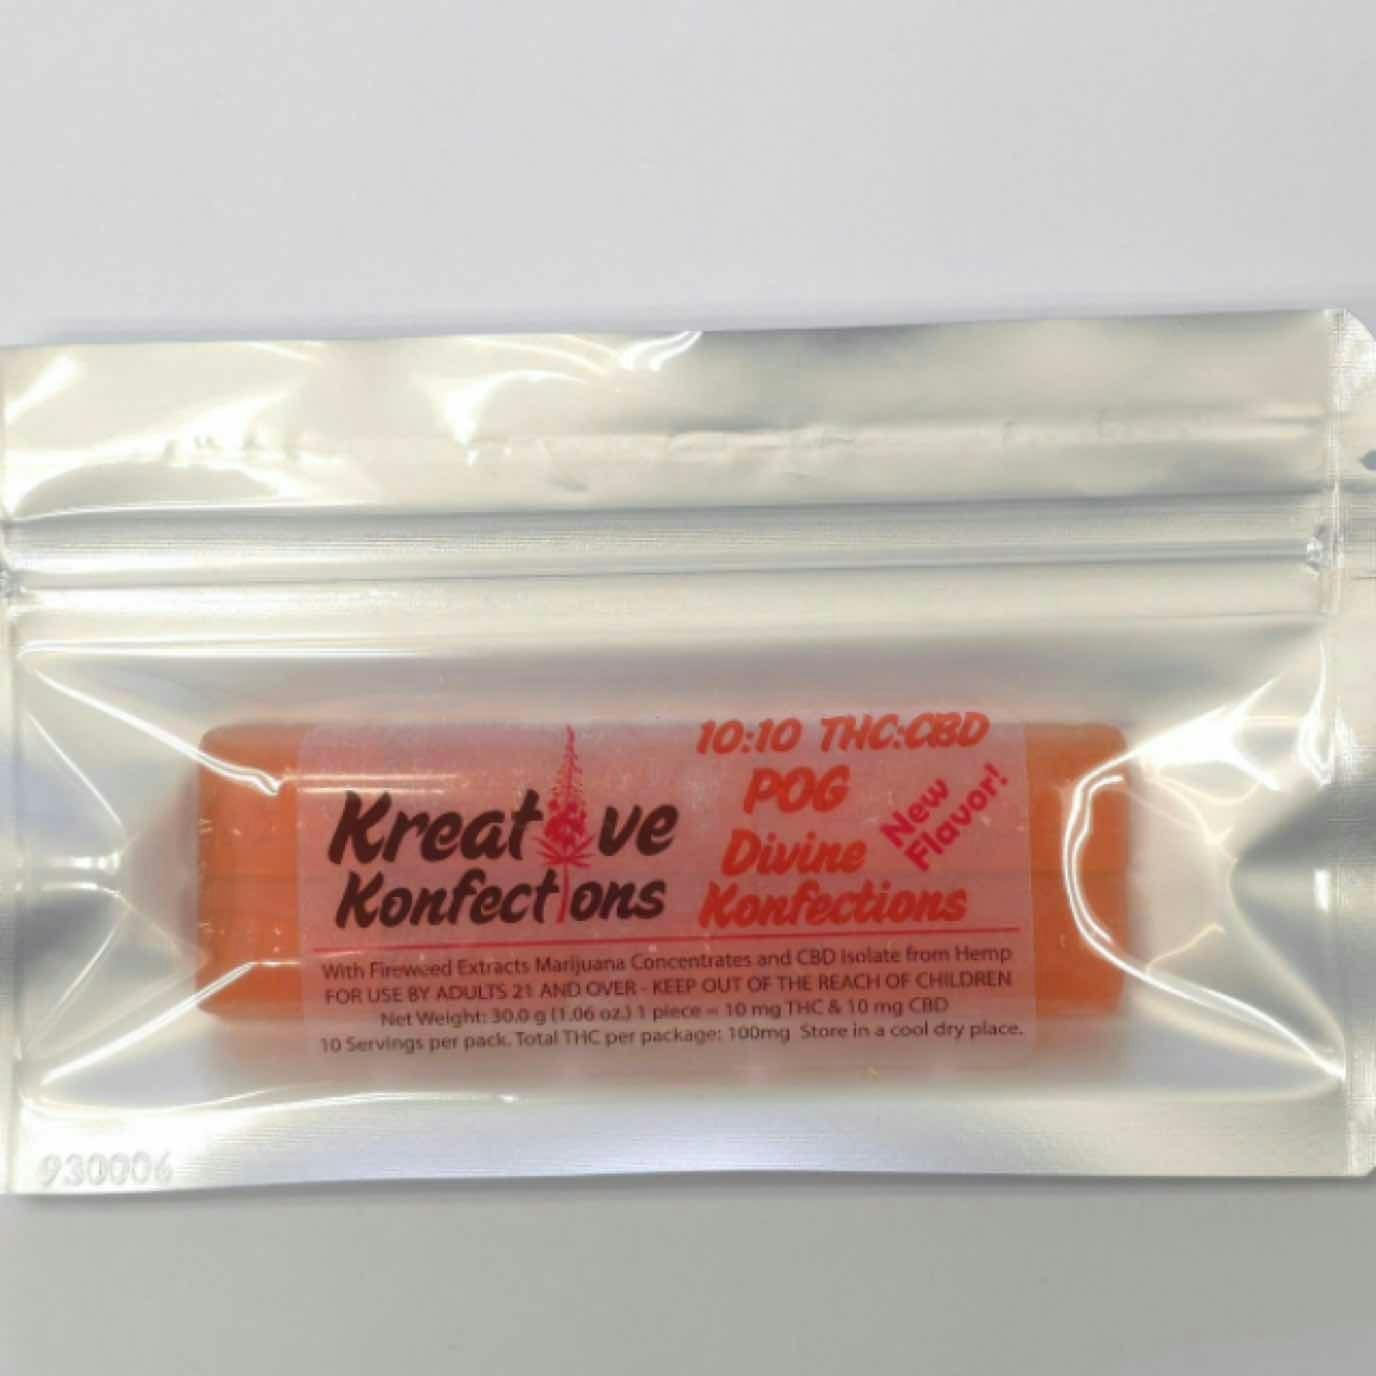 Kreative
Konfections
10:10 THC:CBD
POG
Divine
Konfections
New
Flavor!
With Fireweed Extracts Marijuana Concentrates and CBD Isolate from Hemp
FOR USE BY ADULTS 21 AND OVER - KEEP OUT OF THE REACH OF CHILDREN
Net Weight: 30.0 g (1.06 oz.) 1 piece = 10 mg THC & 10 mg CBD
10 Servings per pack. Total THC per package: 100mg Store in a cool dry place.
930006